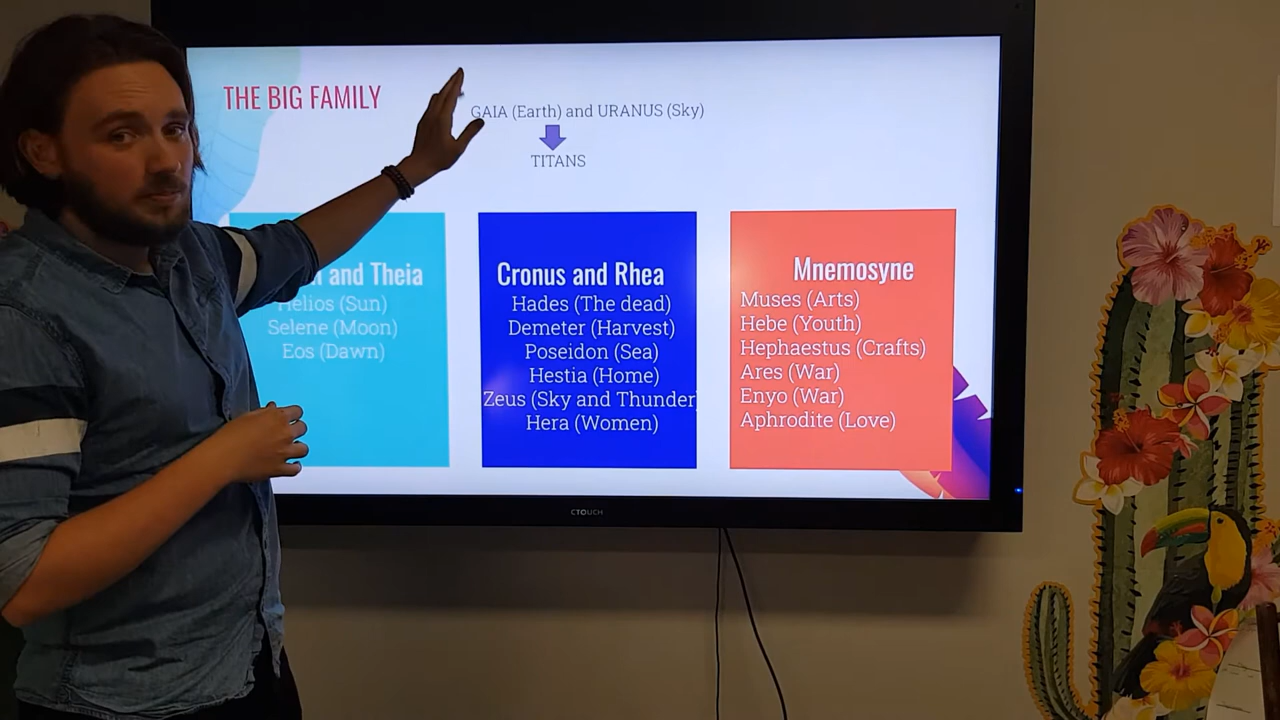 THE BIG FAMILY
GAIA (Earth) and URANUS (Sky)
TITANS
and Theia
Helios (Sun)
Selene (Moon)
Eos (Dawn)
Cronus and Rhea
Hades (The dead)
Demeter (Harvest)
Poseidon (Sea)
Hestia (Home)
Zeus (Sky and Thunder
Hera (Women)
Mnemosyne
Muses (Arts)
Hebe (Youth)
Hephaestus (Crafts)
Ares (War)
Enyo (War)
Aphrodite (Love)
CTOUCH